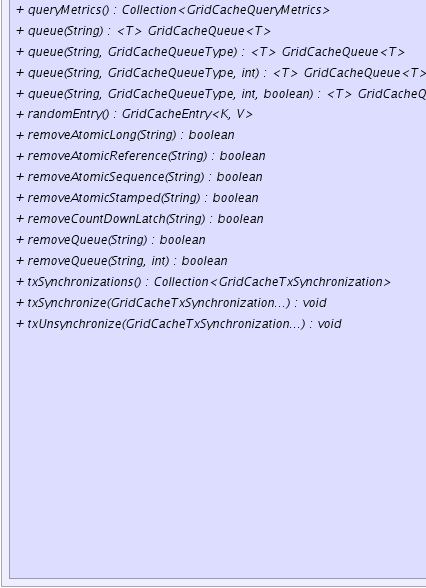 + queryMetrics() : Collection<GridCacheQueryMetrics>
+ queue(String) : <T> GridCacheQueue<T>
+ queue(String, GridCacheQueueType) : <T> GridCacheQueue<T>
+ queue(String, GridCacheQueueType, int) : <T> GridCacheQueue<T>
+ queue(String, GridCacheQueueType, int, boolean) : <T> GridCacheQ
+ randomEntry() : GridCacheEntry<K, V>
+ removeAtomicLong(String) : boolean
+ removeAtomicReference(String) : boolean
+ removeAtomicSequence(String) : boolean
+ removeAtomicStamped(String) : boolean
+ removeCountDownLatch(String) : boolean
+ removeQueue(String) : boolean
+ removeQueue(String, int) : boolean
+ txSynchronizations() : Collection<GridCacheTxSynchronization>
+ txSynchronize(GridCacheTxSynchronization...) : void
+ txUnsynchronize(GridCacheTxSynchronization...) : void